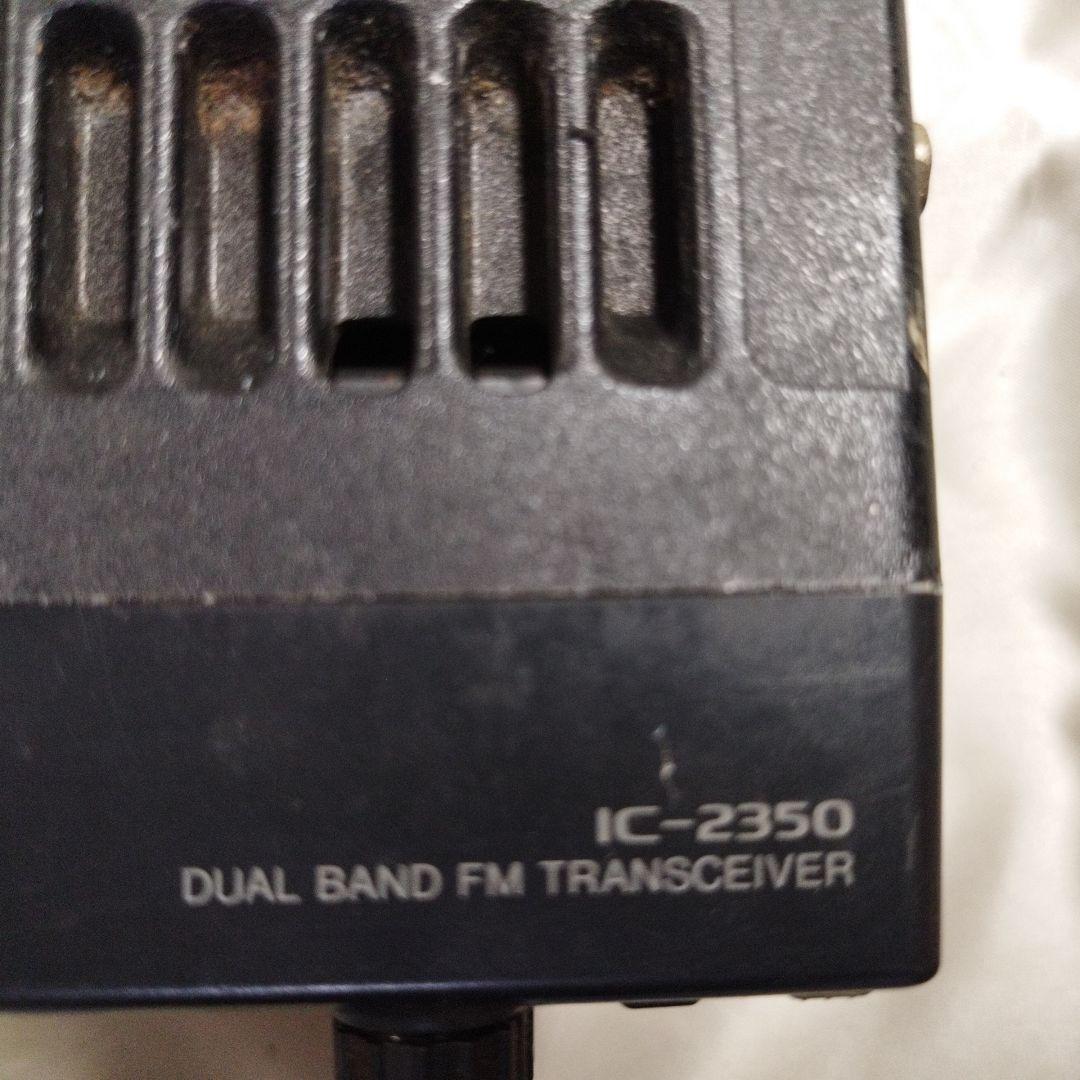 IC-2350
DUAL BAND FM TRANSCEIVER